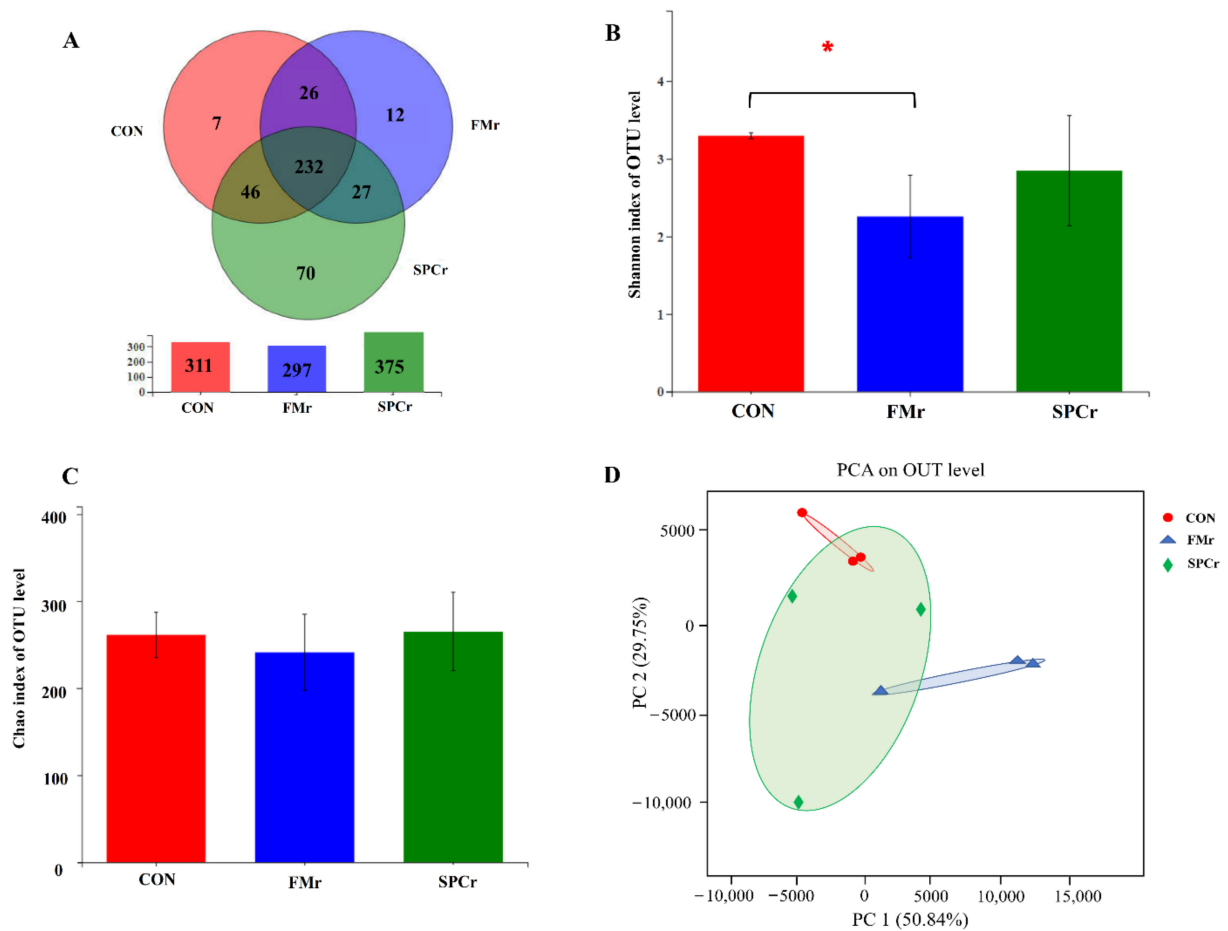 A
CON
FMr
SPCr
7
26
12
232
46
27
70
300
200
100
0
311
297
375
CON
FMr
SPCr
B
*
Shannon index of OTU level
4
3
2
1
0
CON
FMr
SPCr
C
Chao index of OTU level
400
300
200
100
0
CON
FMr
SPCr
D
PCA on OUT level
CON
FMr
SPCr
PC 2 (29.75%)
5000
0
−5000
−10,000
−10,000
−5000
0
5000
10,000
15,000
PC 1 (50.84%)